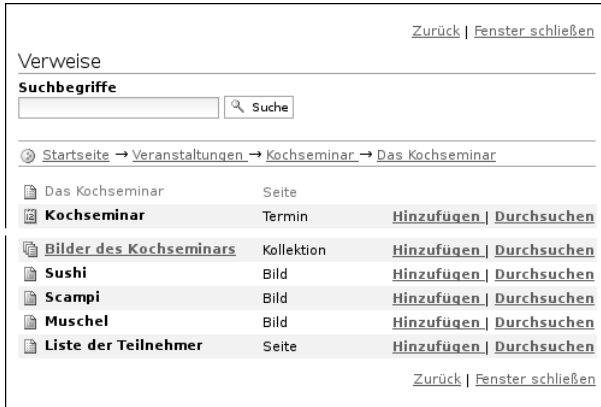 Zurück | Fenster schließen
Verweise
Suchbegriffe
Suche
Startseite → Veranstaltungen → Kochseminar → Das Kochseminar
Das Kochseminar Seite
Kochseminar Termin Hinzufügen | Durchsuchen
Bilder des Kochseminars Kollektion Hinzufügen | Durchsuchen
Sushi Bild Hinzufügen | Durchsuchen
Scampi Bild Hinzufügen | Durchsuchen
Muschel Bild Hinzufügen | Durchsuchen
Liste der Teilnehmer Seite Hinzufügen | Durchsuchen
Zurück | Fenster schließen